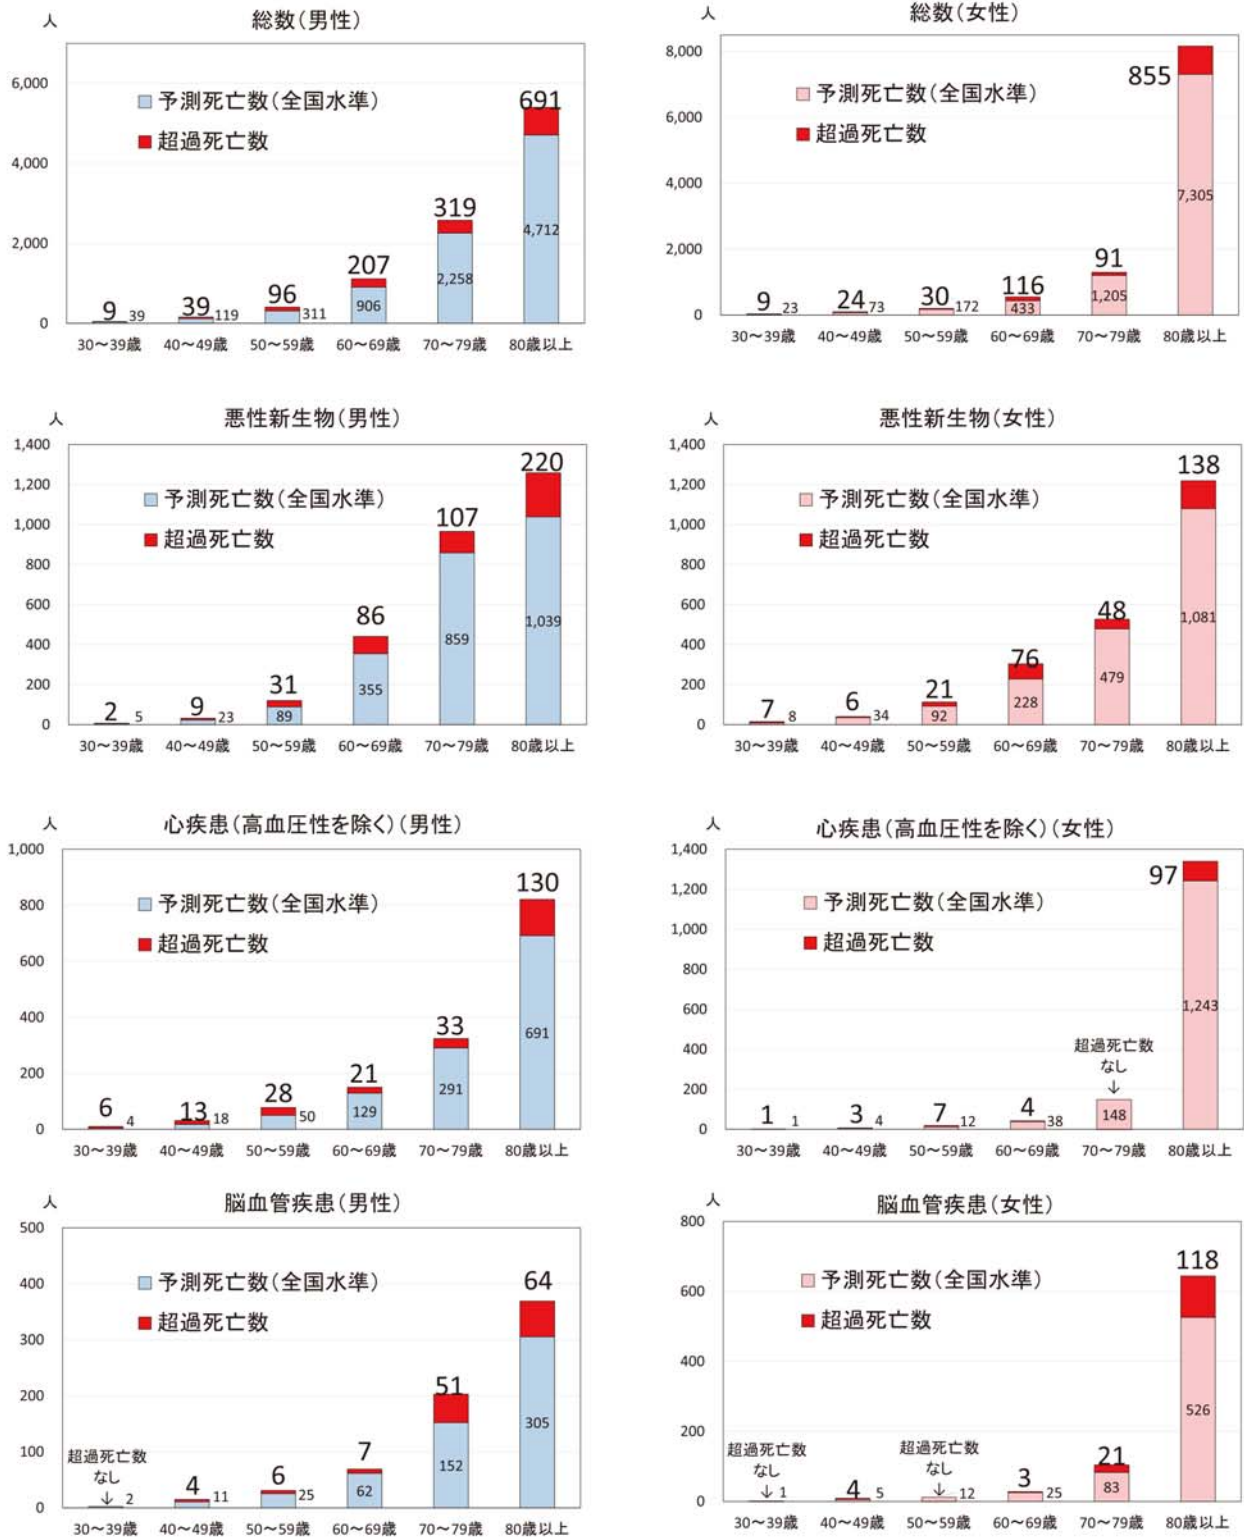 人
総数(男性)
6,000
4,000
2,000
0
予測死亡数(全国水準)
超過死亡数
9 39
39 119
96 311
207
906
319
2,258
691
4,712
30～39歳 40～49歳 50～59歳 60～69歳 70～79歳 80歳以上
人
総数(女性)
8,000
6,000
4,000
2,000
0
予測死亡数(全国水準)
超過死亡数
9 23
24 73
30 172
116
433
91
1,205
855
7,305
30～39歳 40～49歳 50～59歳 60～69歳 70～79歳 80歳以上
人
悪性新生物(男性)
1,400
1,200
1,000
800
600
400
200
0
予測死亡数(全国水準)
超過死亡数
2 5
9 23
31
89
86
355
107
859
220
1,039
30～39歳 40～49歳 50～59歳 60～69歳 70～79歳 80歳以上
人
悪性新生物(女性)
1,400
1,200
1,000
800
600
400
200
0
予測死亡数(全国水準)
超過死亡数
7 8
6 34
21
92
76
228
48
479
138
1,081
30～39歳 40～49歳 50～59歳 60～69歳 70～79歳 80歳以上
人
心疾患(高血圧性を除く)(男性)
1,000
800
600
400
200
0
予測死亡数(全国水準)
超過死亡数
6 4
13 18
28 50
21
129
33
291
130
691
30～39歳 40～49歳 50～59歳 60～69歳 70～79歳 80歳以上
人
心疾患(高血圧性を除く)(女性)
1,400
1,200
1,000
800
600
400
200
0
予測死亡数(全国水準)
超過死亡数
1 1
3 4
7 12
4 38
超過死亡数
なし
↓
148
97
1,243
30～39歳 40～49歳 50～59歳 60～69歳 70～79歳 80歳以上
人
脳血管疾患(男性)
500
400
300
200
100
0
予測死亡数(全国水準)
超過死亡数
超過死亡数
なし
↓ 2
4 11
6 25
7
62
51
152
64
305
30～39歳 40～49歳 50～59歳 60～69歳 70～79歳 80歳以上
人
脳血管疾患(女性)
800
600
400
200
0
予測死亡数(全国水準)
超過死亡数
超過死亡数
なし
↓ 1
4 5
超過死亡数
なし
↓ 12
3 25
21
83
118
526
30～39歳 40～49歳 50～59歳 60～69歳 70～79歳 80歳以上